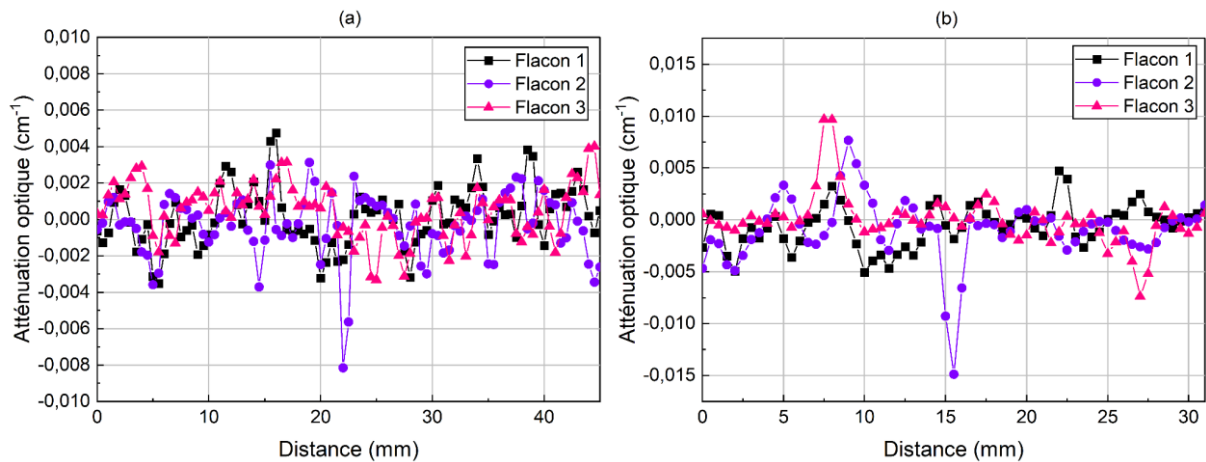 (a)
Atténuation optique (cm⁻¹)
0,010
0,008
0,006
0,004
0,002
0,000
-0,002
-0,004
-0,006
-0,008
-0,010
Flacon 1
Flacon 2
Flacon 3
0 10 20 30 40
Distance (mm)
(b)
Atténuation optique (cm⁻¹)
0,015
0,010
0,005
0,000
-0,005
-0,010
-0,015
Flacon 1
Flacon 2
Flacon 3
0 5 10 15 20 25 30
Distance (mm)